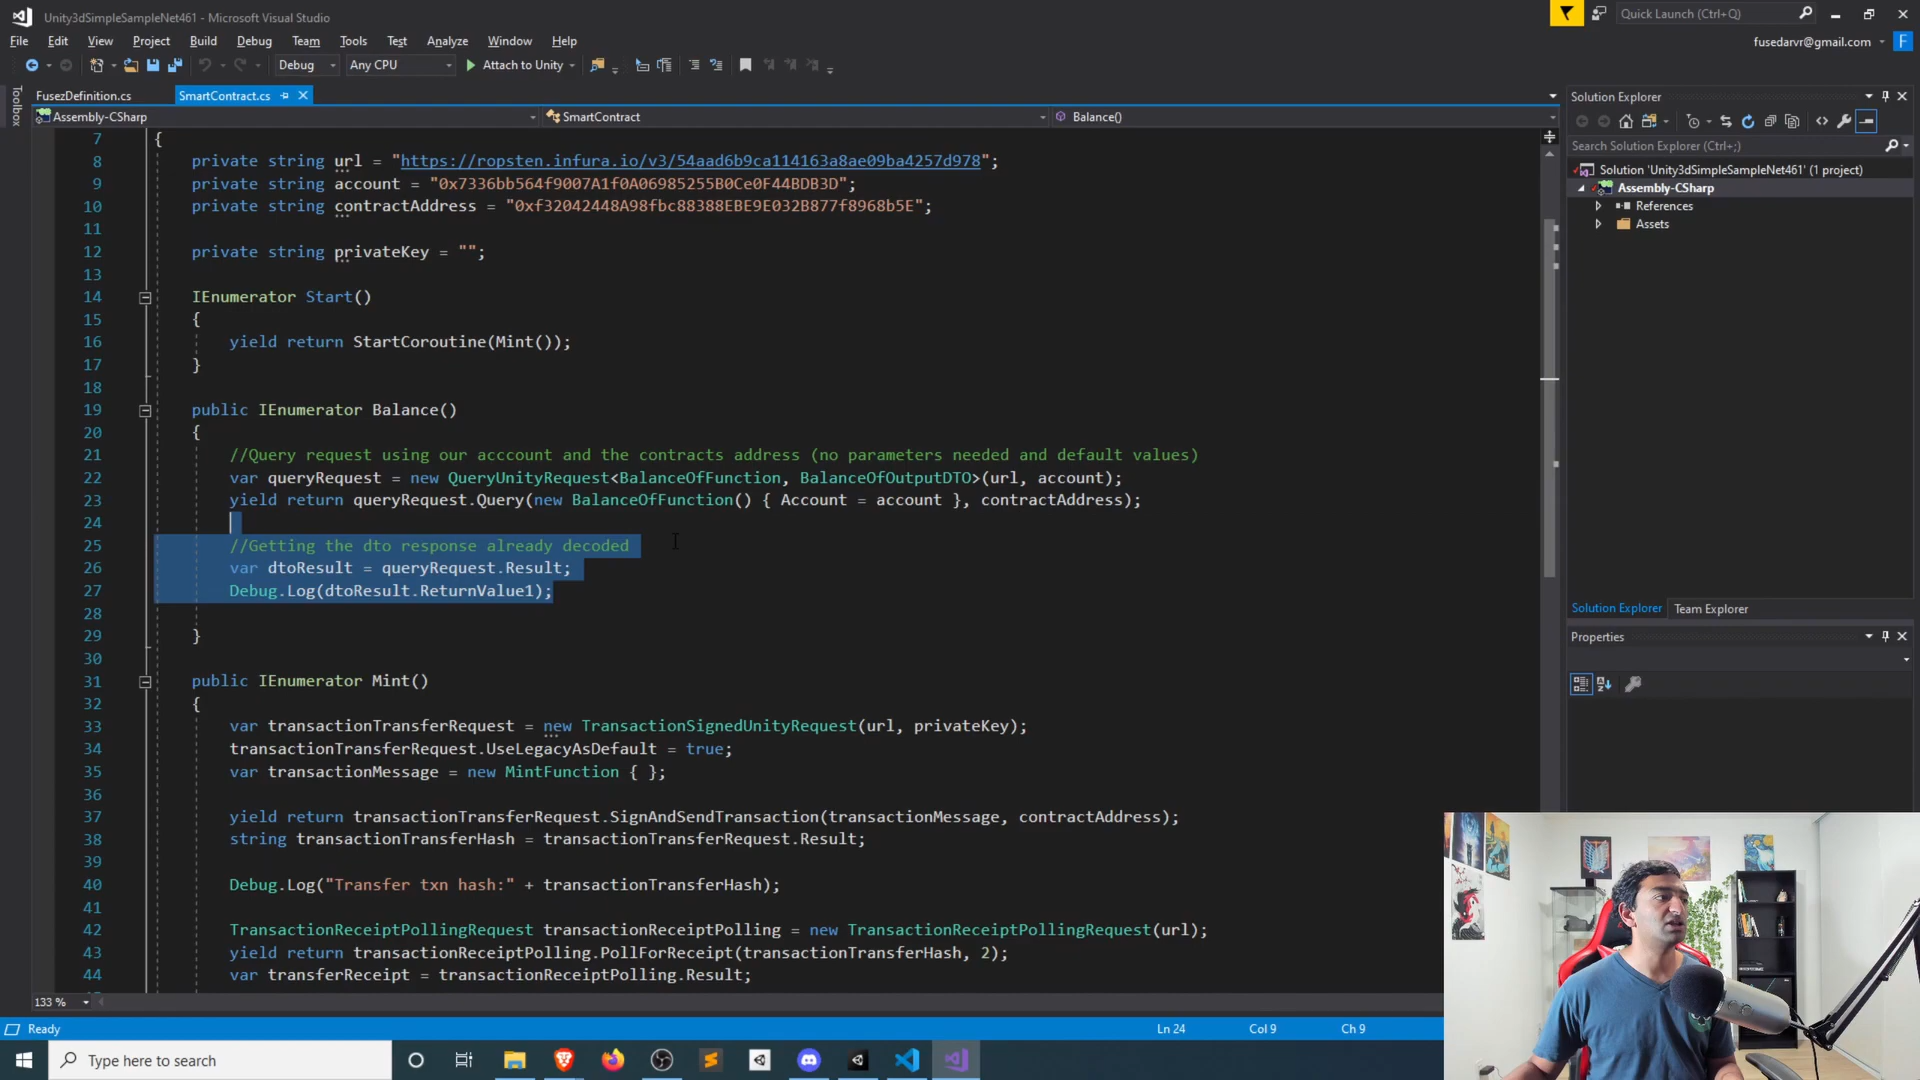 Unity3dSimpleSampleNet461 - Microsoft Visual Studio
Quick Launch (Ctrl+Q)
File Edit View Project Build Debug Team Tools Test Analyze Window Help
fusedarvr@gmail.com F
Debug Any CPU Attach to Unity
Toolbox
FusezDefinition.cs SmartContract.cs
Assembly-CSharp SmartContract Balance()
7 {
8 private string url = "https://ropsten.infura.io/v3/54aad6b9ca114163a8ae09ba4257d978";
9 private string account = "0x7336bb564f9007A1f0A06985255B0Ce0F44BDB3D";
10 private string contractAddress = "0xf32042448A98fbc88388EBE9E032B877f8968b5E";
11
12 private string privateKey = "";
13
14 IEnumerator Start()
15 {
16 yield return StartCoroutine(Mint());
17 }
18
19 public IEnumerator Balance()
20 {
21 //Query request using our acccount and the contracts address (no parameters needed and default values)
22 var queryRequest = new QueryUnityRequest<BalanceOfFunction, BalanceOfOutputDTO>(url, account);
23 yield return queryRequest.Query(new BalanceOfFunction() { Account = account }, contractAddress);
24
25 //Getting the dto response already decoded
26 var dtoResult = queryRequest.Result;
27 Debug.Log(dtoResult.ReturnValue1);
28
29 }
30
31 public IEnumerator Mint()
32 {
33 var transactionTransferRequest = new TransactionSignedUnityRequest(url, privateKey);
34 transactionTransferRequest.UseLegacyAsDefault = true;
35 var transactionMessage = new MintFunction { };
36
37 yield return transactionTransferRequest.SignAndSendTransaction(transactionMessage, contractAddress);
38 string transactionTransferHash = transactionTransferRequest.Result;
39
40 Debug.Log("Transfer txn hash:" + transactionTransferHash);
41
42 TransactionReceiptPollingRequest transactionReceiptPolling = new TransactionReceiptPollingRequest(url);
43 yield return transactionReceiptPolling.PollForReceipt(transactionTransferHash, 2);
44 var transferReceipt = transactionReceiptPolling.Result;
133 %
Solution Explorer
Search Solution Explorer (Ctrl+;)
Solution 'Unity3dSimpleSampleNet461' (1 project)
Assembly-CSharp
References
Assets
Solution Explorer Team Explorer
Properties
Ready Ln 24 Col 9 Ch 9
Type here to search